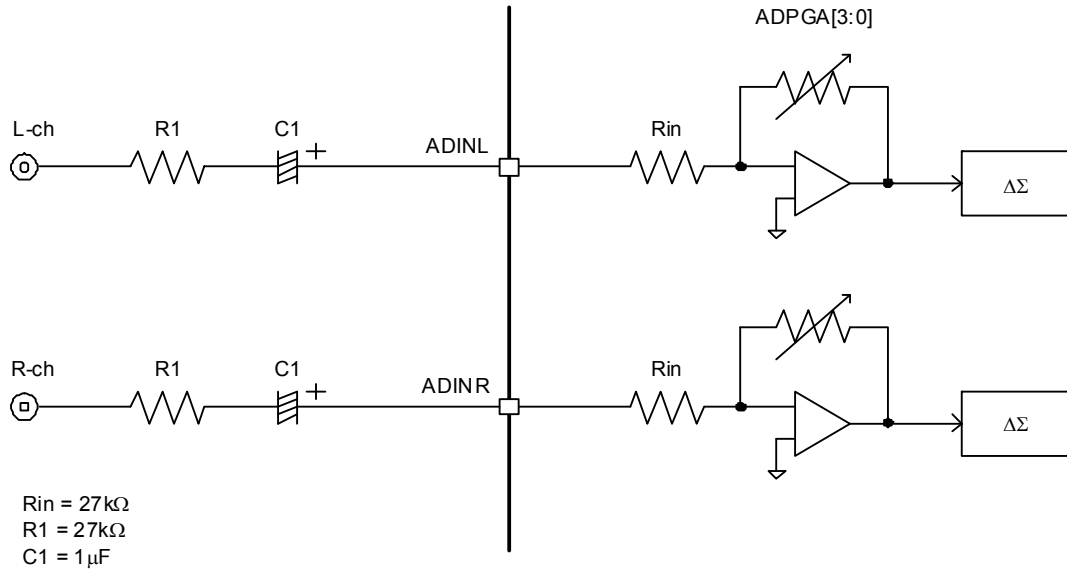 ADPGA[3:0]
L-ch
R1
C1
+
ADINL
Rin
ΔΣ
R-ch
R1
C1
+
ADINR
Rin
ΔΣ
Rin = 27kΩ
R1 = 27kΩ
C1 = 1μF